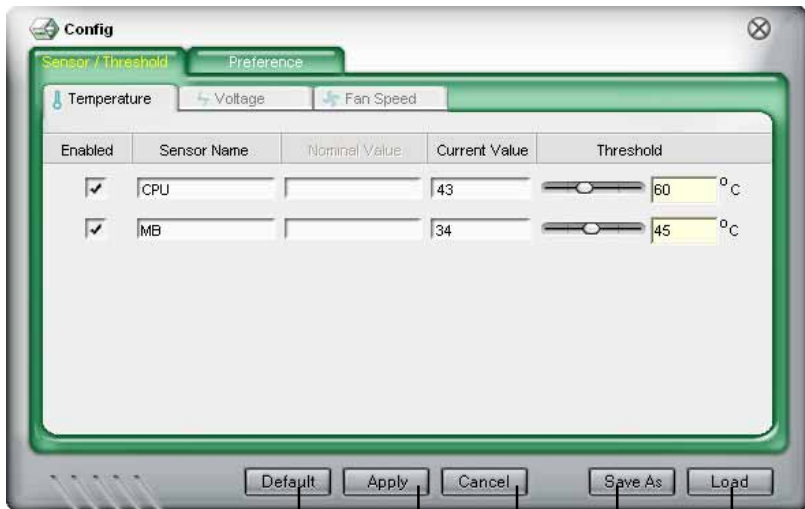 Config
Sensor / Threshold Preference
Temperature Voltage Fan Speed
Enabled Sensor Name Nominal Value Current Value Threshold
CPU 43 60 °C
MB 34 45 °C
Default Apply Cancel Save As Load